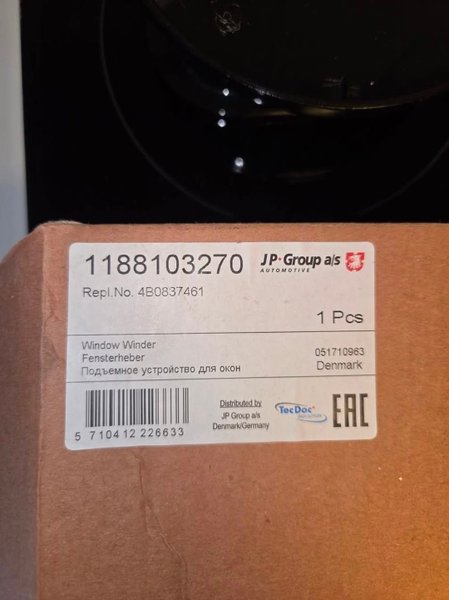 1188103270
JP Group a/s
AUTOMOTIVE
Repl.No. 4B0837461
1 Pcs
Window Winder
Fensterheber
Подъемное устройство для окон
051710963
Denmark
Distributed by
JP Group a/s
Denmark/Germany
TecDoc
EAC
5 710412 226633